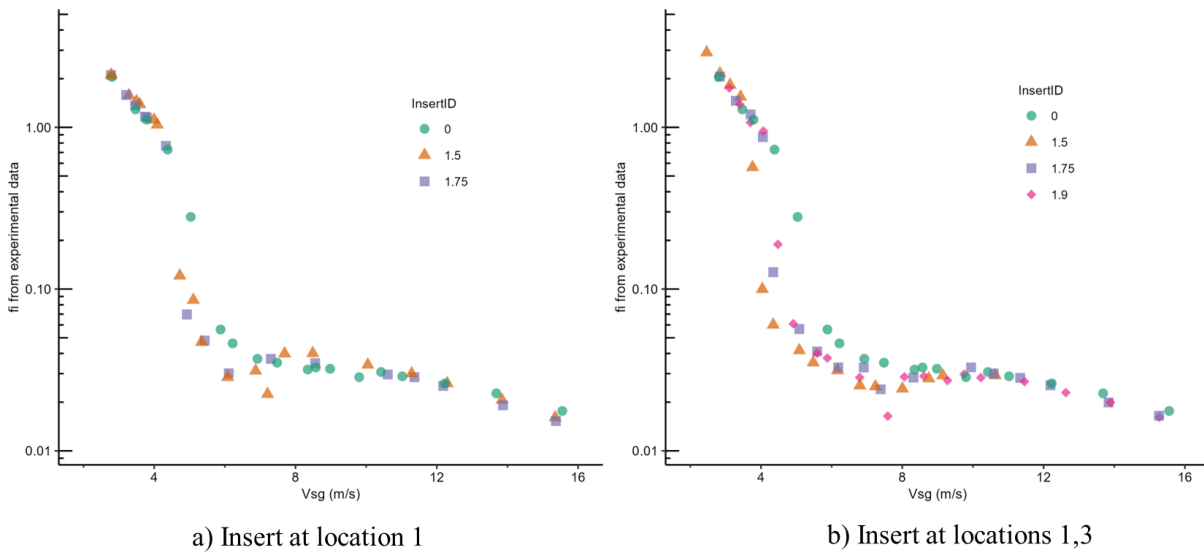 fi from experimental data
1.00
0.10
0.01
InsertID
0
1.5
1.75
4
8
12
16
Vsg (m/s)
a) Insert at location 1
fi from experimental data
1.00
0.10
0.01
InsertID
0
1.5
1.75
1.9
4
8
12
16
Vsg (m/s)
b) Insert at locations 1,3